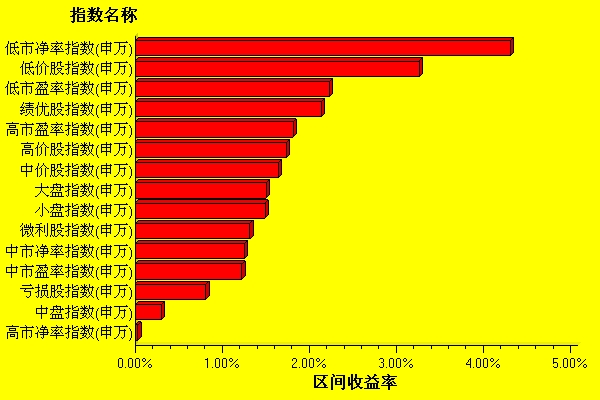 指数名称
低市净率指数(申万)
低价股指数(申万)
低市盈率指数(申万)
绩优股指数(申万)
高市盈率指数(申万)
高价股指数(申万)
中价股指数(申万)
大盘指数(申万)
小盘指数(申万)
微利股指数(申万)
中市净率指数(申万)
中市盈率指数(申万)
亏损股指数(申万)
中盘指数(申万)
高市净率指数(申万)
0.00% 1.00% 2.00% 3.00% 4.00% 5.00%
区间收益率